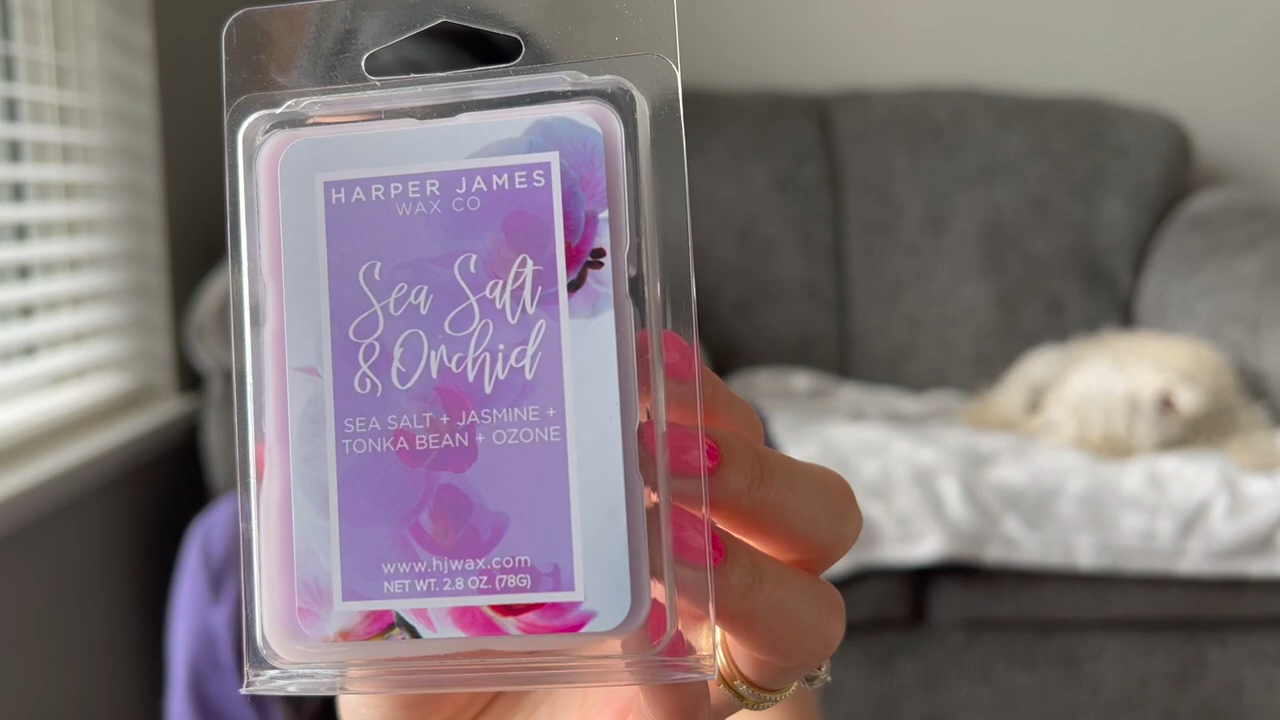 HARPER JAMES
WAX CO
Sea Salt
& Orchid
SEA SALT + JASMINE +
TONKA BEAN + OZONE
www.hjwax.com
NET WT. 2.8 OZ. (78G)